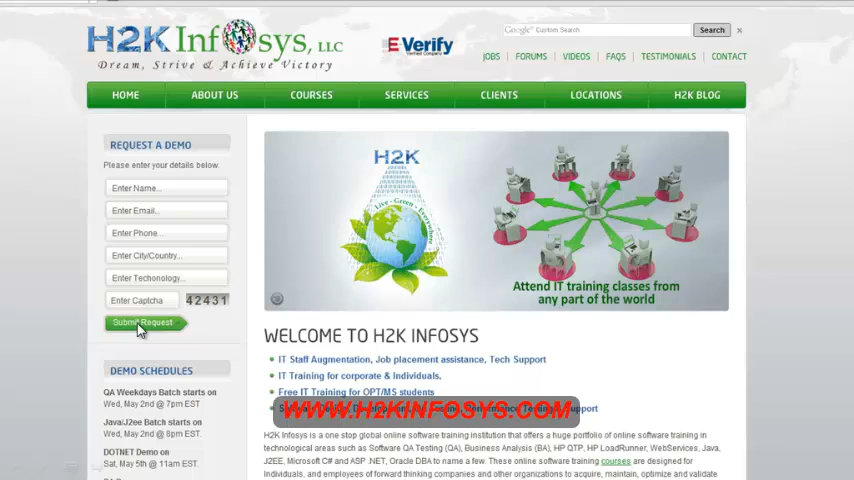 H2K Infosys, LLC
Dream, Strive & Achieve Victory
E-Verify
Google™ Custom Search
Search
×
JOBS | FORUMS | VIDEOS | FAQS | TESTIMONIALS | CONTACT
HOME ABOUT US COURSES SERVICES CLIENTS LOCATIONS H2K BLOG
REQUEST A DEMO
Please enter your details below.
Enter Name...
Enter Email...
Enter Phone...
Enter City/Country...
Enter Techonology...
Enter Captcha 42431
Submit Request
DEMO SCHEDULES
QA Weekdays Batch starts on
Wed, May 2nd @ 7pm EST
Java/J2ee Batch starts on
Wed, May 2nd @ 8pm EST.
DOTNET Demo on
Sat, May 5th @ 11am EST.
H2K
Live - Green - Everywhere
Attend IT training classes from
any part of the world
WELCOME TO H2K INFOSYS
IT Staff Augmentation, Job placement assistance, Tech Support
IT Training for corporate & Individuals,
Free IT Training for OPT/MS students
Support
WWW.H2KINFOSYS.COM
H2K Infosys is a one stop global online software training institution that offers a huge portfolio of online software training in
technological areas such as Software QA Testing (QA), Business Analysis (BA), HP QTP, HP LoadRunner, WebServices, Java,
J2EE, Microsoft C# and ASP .NET, Oracle DBA to name a few. These online software training courses are designed for
Individuals, and employees of forward thinking companies and other organizations to acquire, maintain, optimize and validate